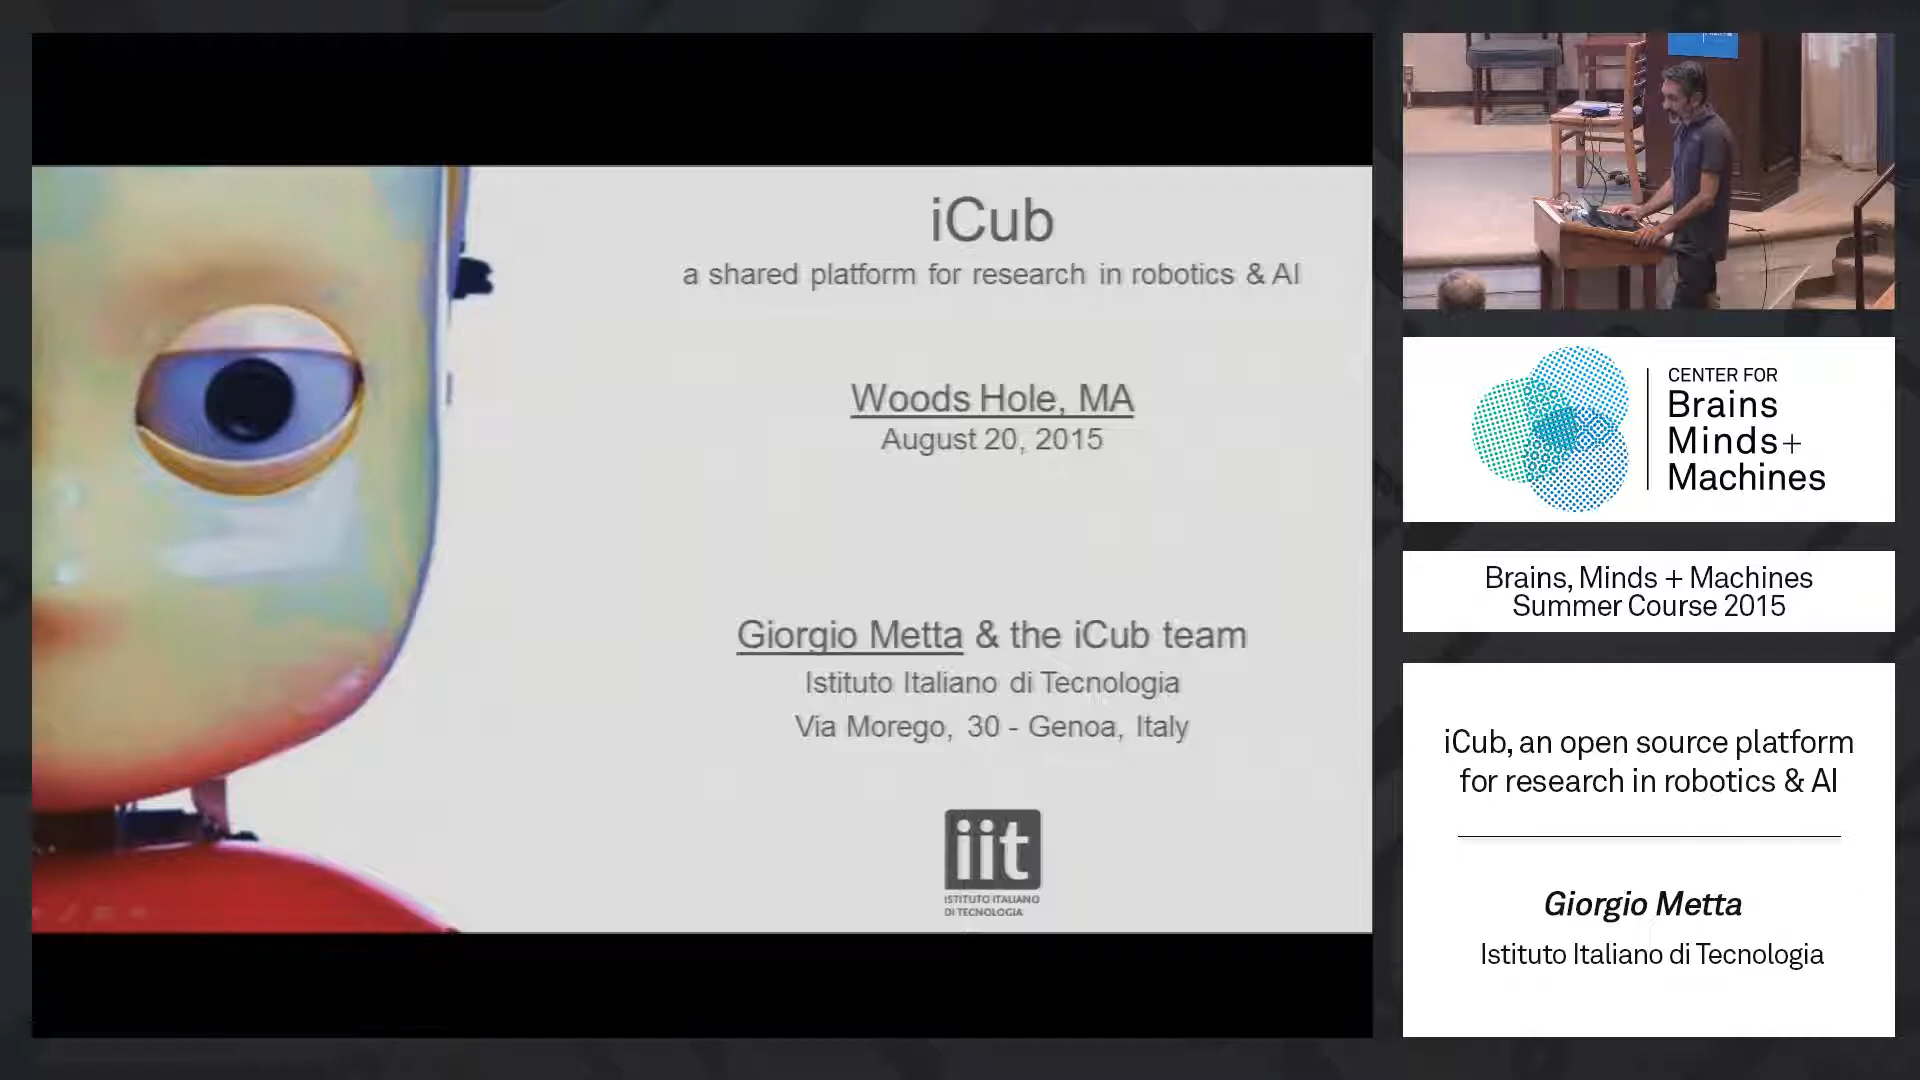 iCub
a shared platform for research in robotics & AI
Woods Hole, MA
August 20, 2015
Giorgio Metta & the iCub team
Istituto Italiano di Tecnologia
Via Morego, 30 - Genoa, Italy
iit
ISTITUTO ITALIANO
DI TECNOLOGIA
CENTER FOR
Brains
Minds+
Machines
Brains, Minds + Machines
Summer Course 2015
iCub, an open source platform
for research in robotics & AI
Giorgio Metta
Istituto Italiano di Tecnologia